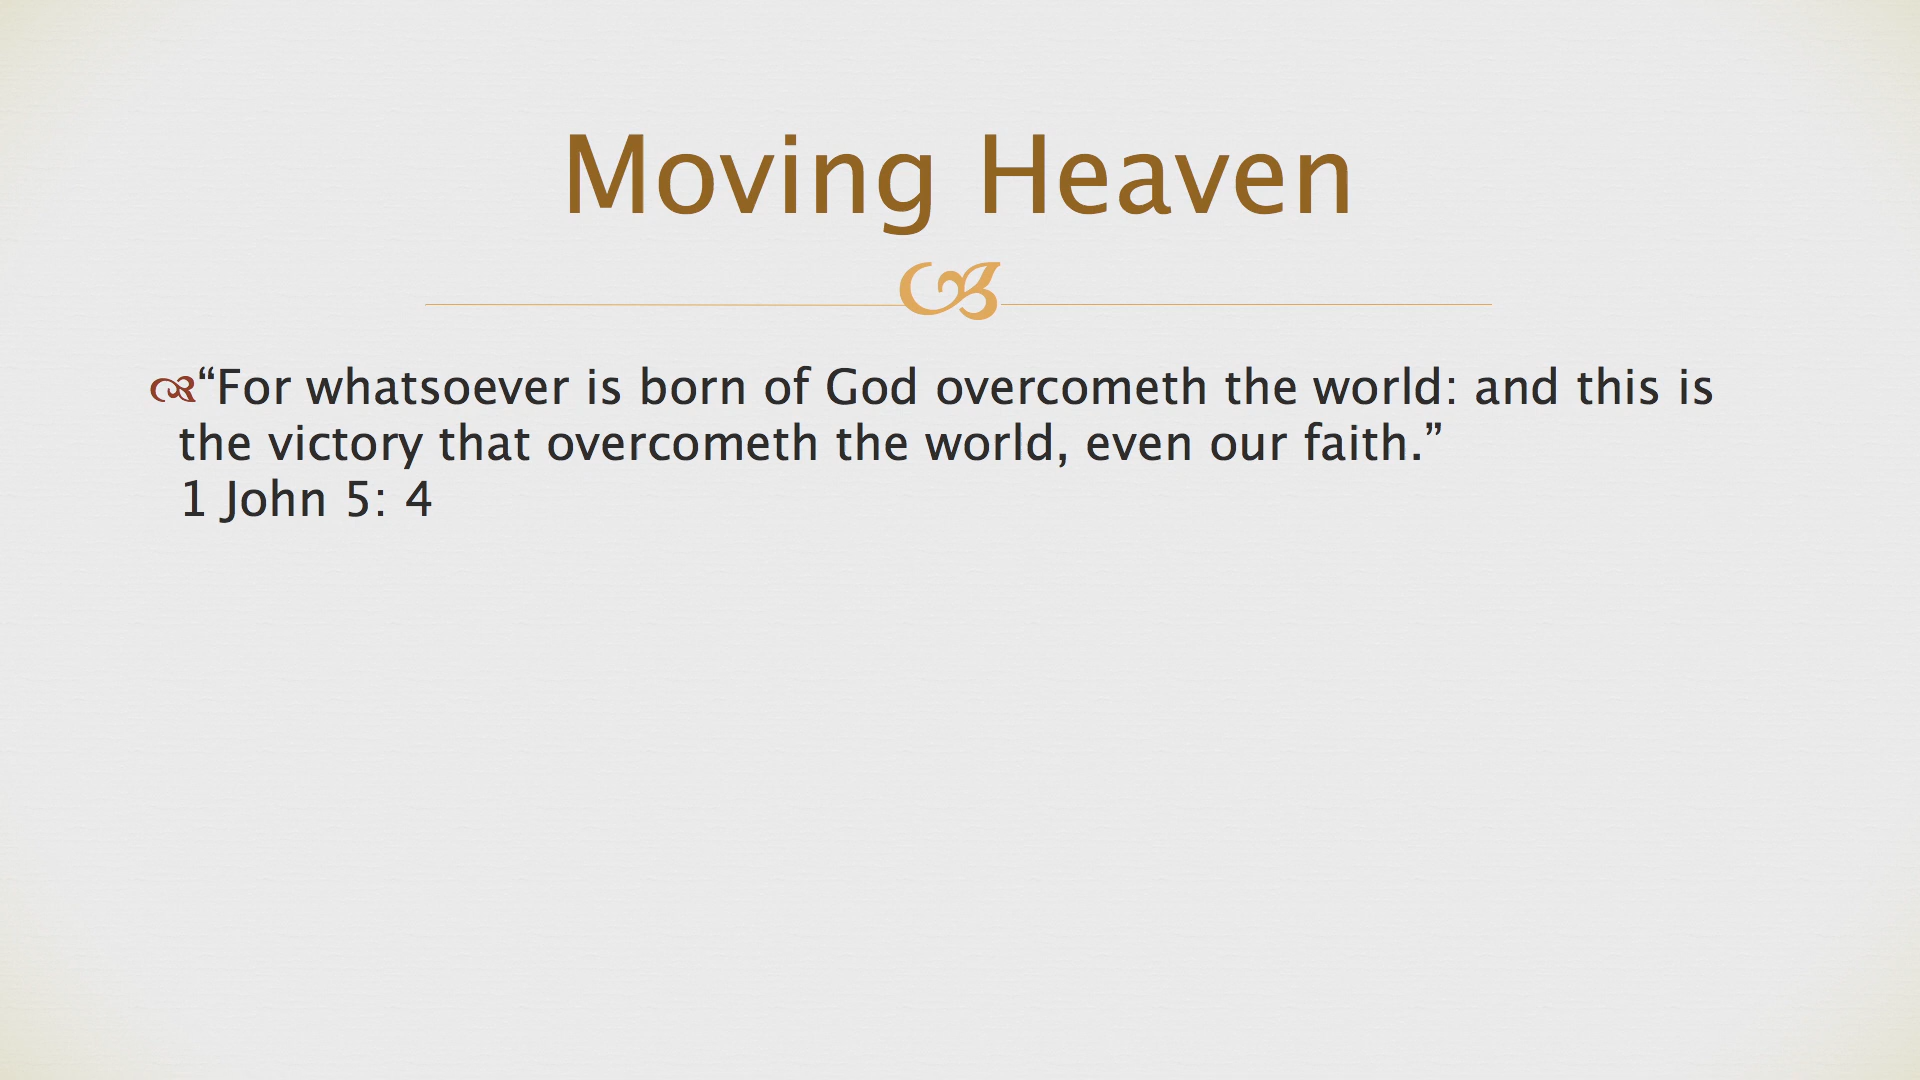 Moving Heaven
“For whatsoever is born of God overcometh the world: and this is
the victory that overcometh the world, even our faith.”
1 John 5: 4